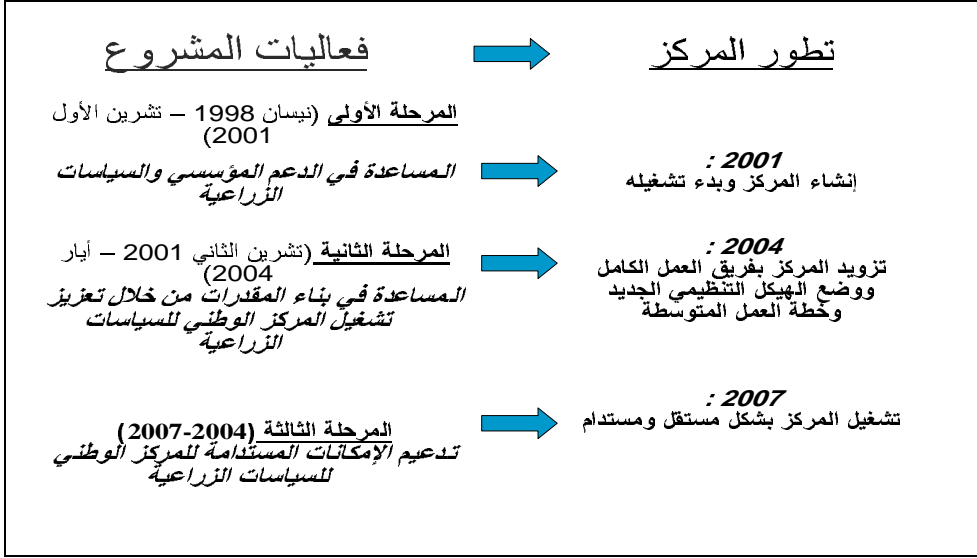 تطور المركز
فعاليات المشروع
المرحلة الأولى (نيسان 1998 – تشرين الأول
2001)
المساعدة في الدعم المؤسسي والسياسات
الزراعية
2001 :
إنشاء المركز وبدء تشغيله
المرحلة الثانية (تشرين الثاني 2001 – أيار
2004)
المساعدة في بناء المقدرات من خلال تعزيز
تشغيل المركز الوطني للسياسات
الزراعية
2004 :
تزويد المركز بفريق العمل الكامل
ووضع الهيكل التنظيمي الجديد
وخطة العمل المتوسطة
المرحلة الثالثة (2004-2007)
تدعيم الإمكانات المستدامة للمركز الوطني
للسياسات الزراعية
2007 :
تشغيل المركز بشكل مستقل ومستدام